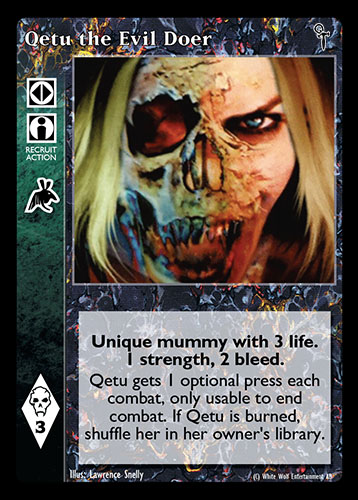 Qetu the Evil Doer
RECRUIT
ACTION
3
Unique mummy with 3 life.
1 strength, 2 bleed.
Qetu gets 1 optional press each
combat, only usable to end
combat. If Qetu is burned,
shuffle her in her owner's library.
Illus: Lawrence Snelly
(C) White Wolf Entertainment AB